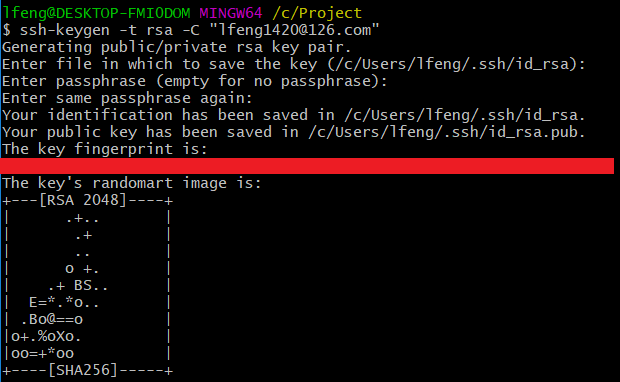 lfeng@DESKTOP-FMIODOM MINGW64 /c/Project
$ ssh-keygen -t rsa -C "lfeng1420@126.com"
Generating public/private rsa key pair.
Enter file in which to save the key (/c/Users/lfeng/.ssh/id_rsa):
Enter passphrase (empty for no passphrase):
Enter same passphrase again:
Your identification has been saved in /c/Users/lfeng/.ssh/id_rsa.
Your public key has been saved in /c/Users/lfeng/.ssh/id_rsa.pub.
The key fingerprint is:
The key's randomart image is:
+---[RSA 2048]----+
|      .+..       |
|       .+        |
|       ..        |
|      o +.       |
|    .+ BS..      |
|  E=*.*o..       |
| .Bo@==o         |
|o+.%oXo.         |
|oo=+*oo          |
+----[SHA256]-----+